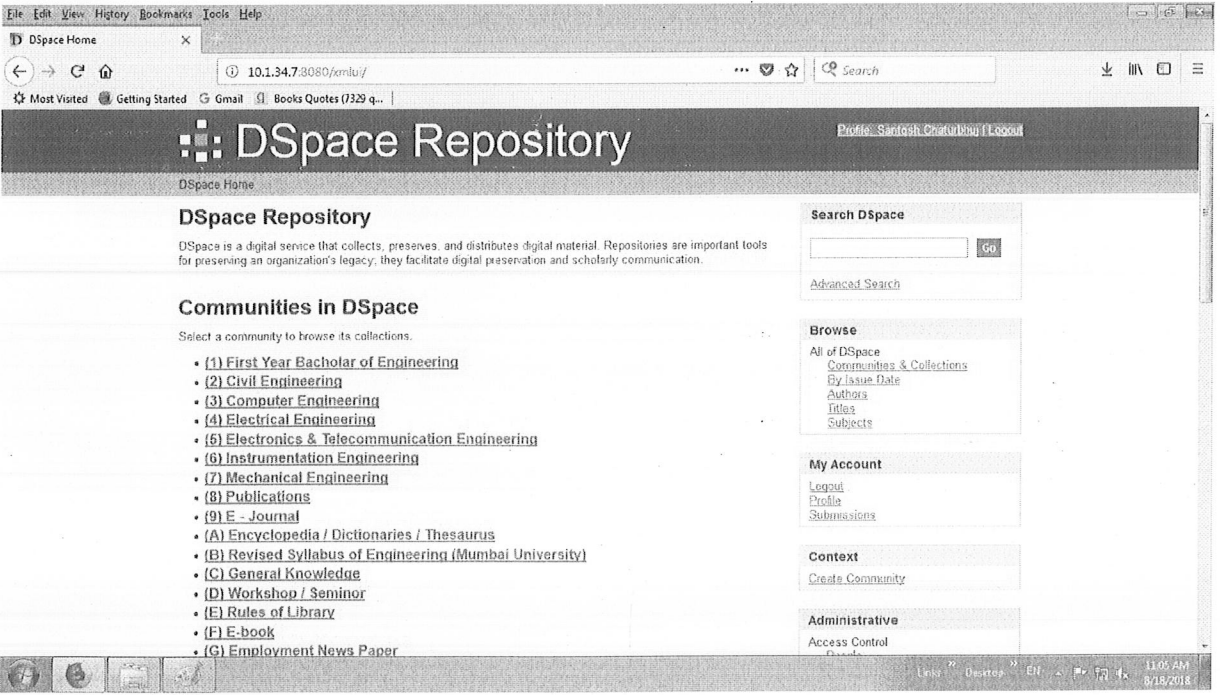 File Edit View History Bookmarks Tools Help
DSpace Home
10.1.34.7:8080/xmlui/
Search
Most Visited Getting Started Gmail Books Quotes (7329 q...
DSpace Repository
Profile: Santosh Chaturbhuj | Logout
DSpace Home
DSpace Repository
DSpace is a digital service that collects, preserves, and distributes digital material. Repositories are important tools
for preserving an organization's legacy; they facilitate digital preservation and scholarly communication.
Communities in DSpace
Select a community to browse its collections.
(1) First Year Bacholar of Engineering
(2) Civil Engineering
(3) Computer Engineering
(4) Electrical Engineering
(5) Electronics & Telecommunication Engineering
(6) Instrumentation Engineering
(7) Mechanical Engineering
(8) Publications
(9) E - Journal
(A) Encyclopedia / Dictionaries / Thesaurus
(B) Revised Syllabus of Engineering (Mumbai University)
(C) General Knowledge
(D) Workshop / Seminor
(E) Rules of Library
(F) E-book
(G) Employment News Paper
Search DSpace
Go
Advanced Search
Browse
All of DSpace
Communities & Collections
By Issue Date
Authors
Titles
Subjects
My Account
Logout
Profile
Submissions
Context
Create Community
Administrative
Access Control
Links Desktop EN
11:05 AM
8/18/2018